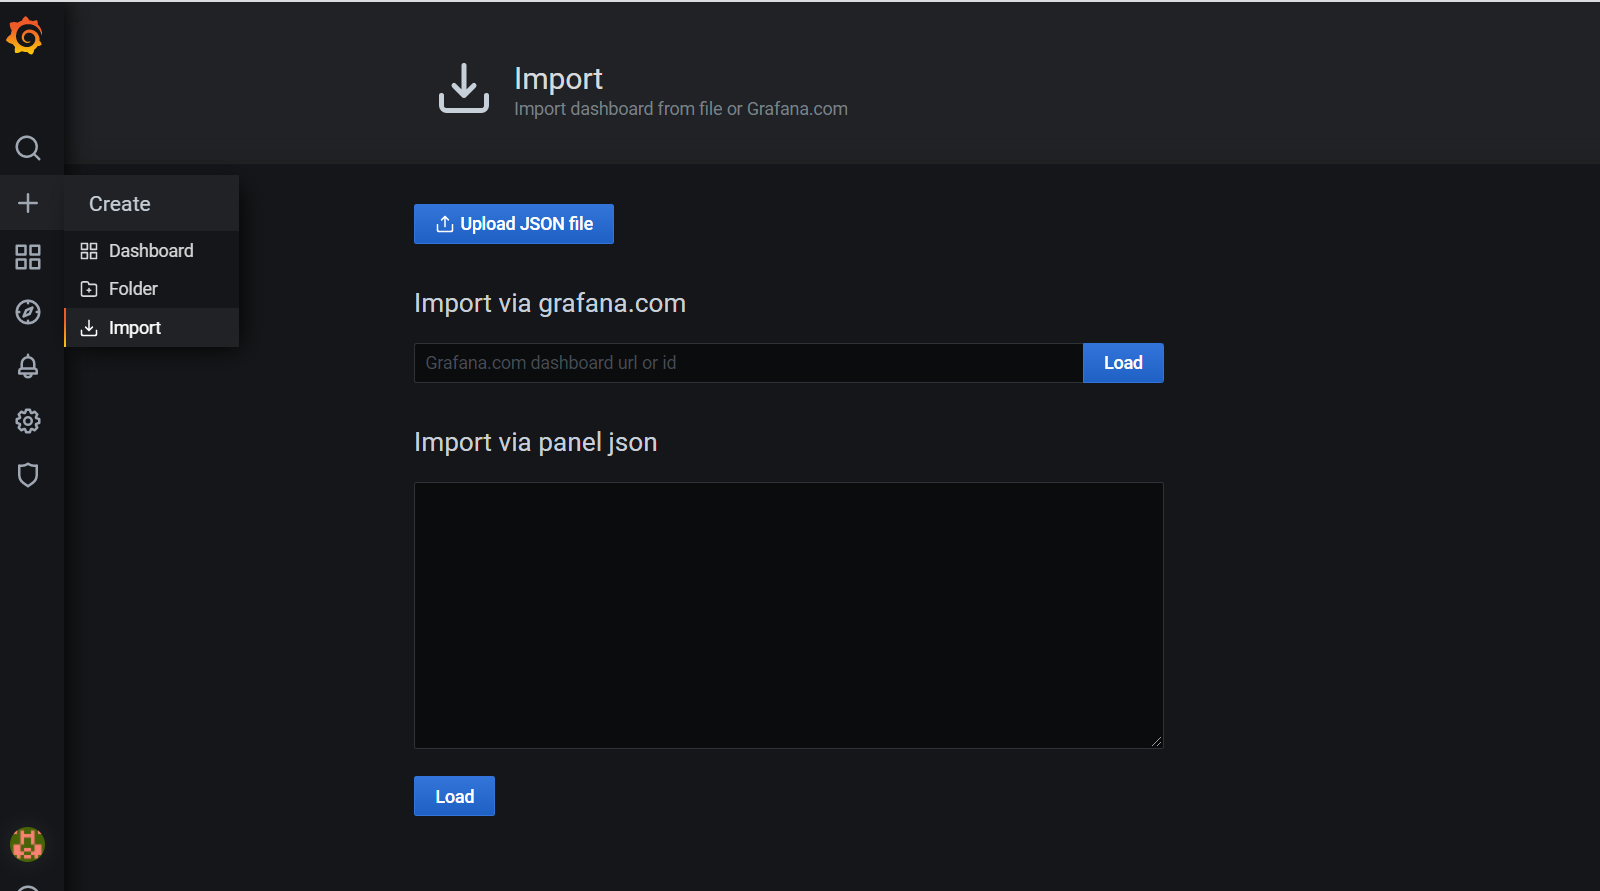 Import
Import dashboard from file or Grafana.com
Create
Dashboard
Folder
Import
Upload JSON file
Import via grafana.com
Grafana.com dashboard url or id
Load
Import via panel json
Load